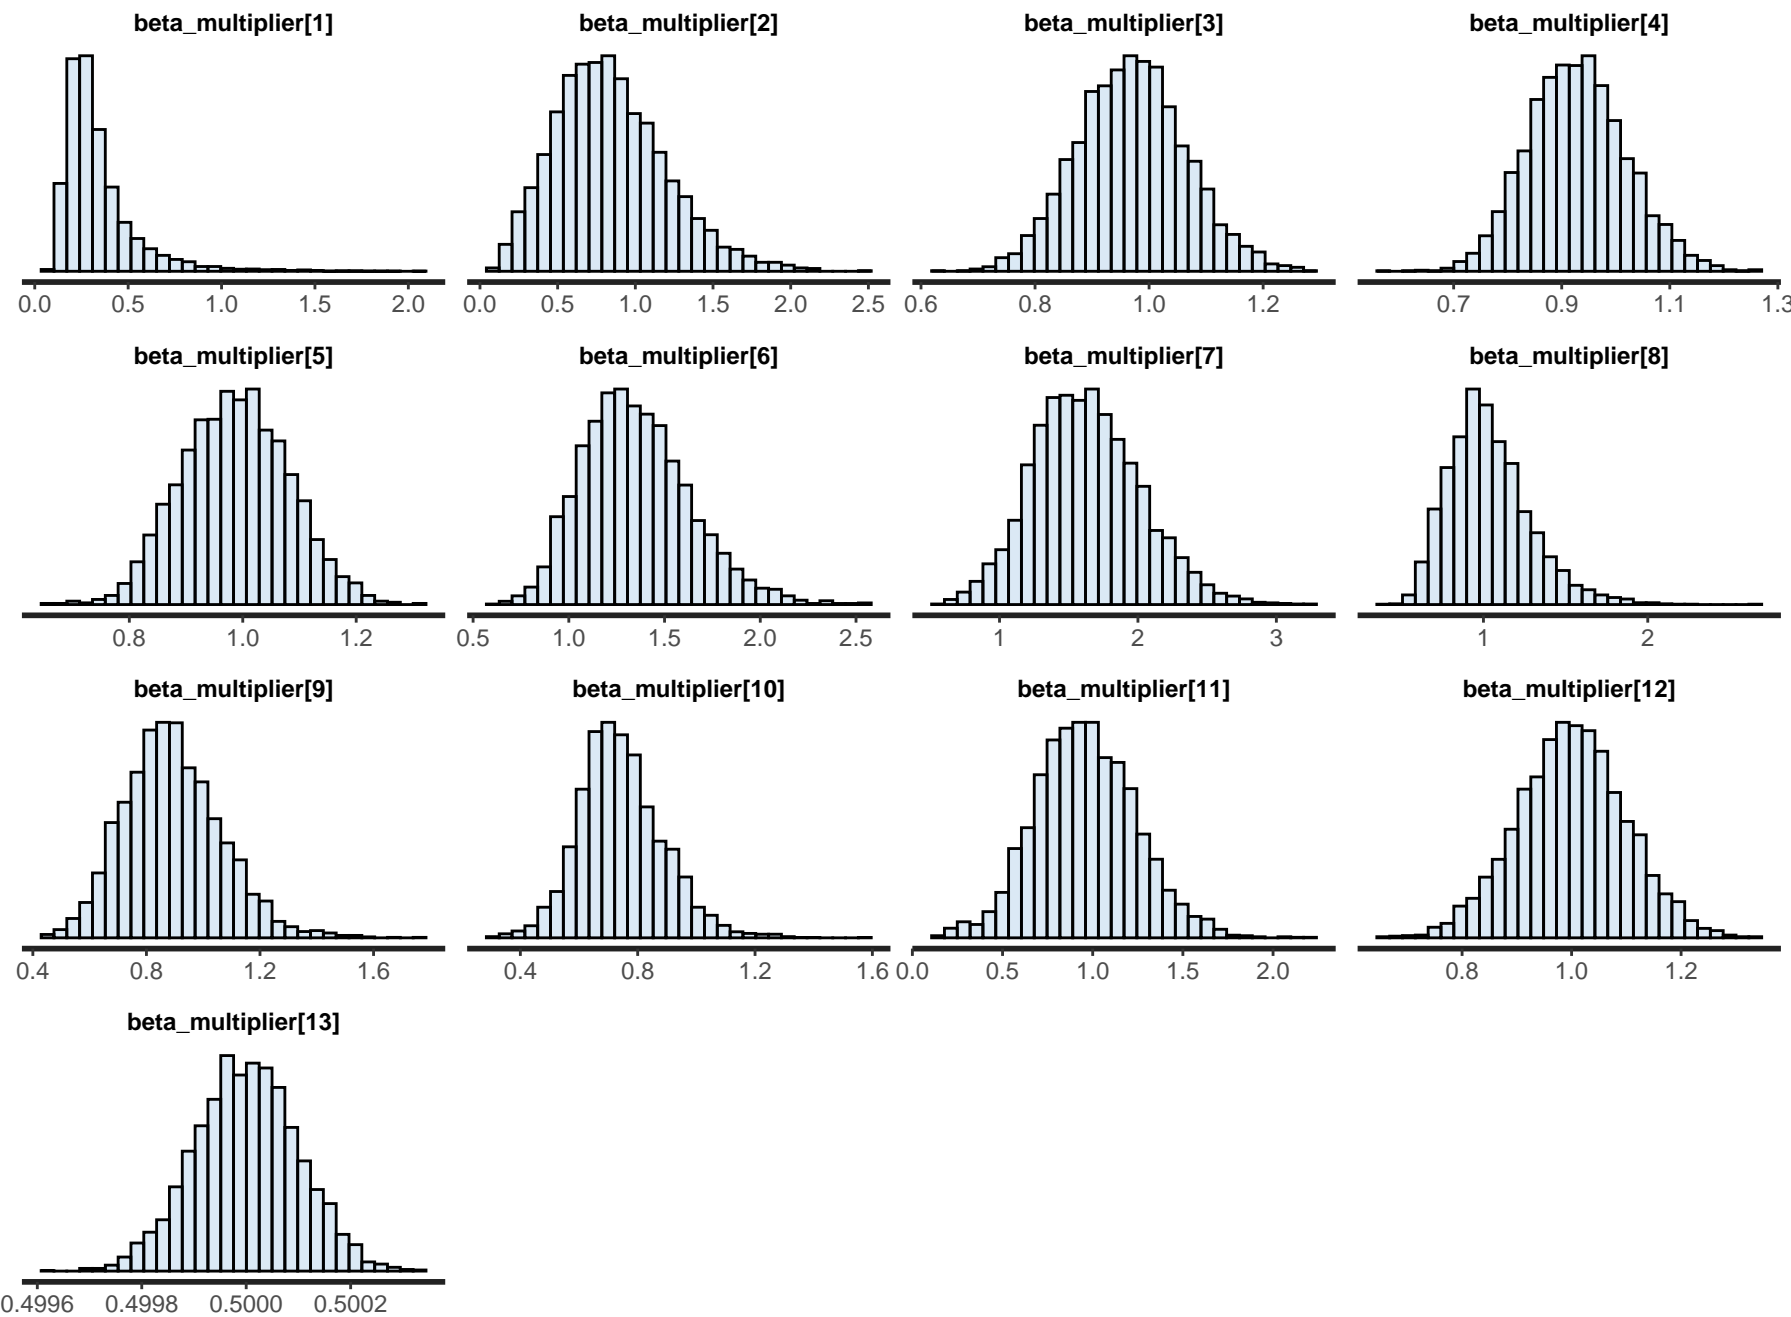 beta_multiplier[1] beta_multiplier[2] beta_multiplier[3] beta_multiplier[4]
0.0 0.5 1.0 1.5 2.0 0.0 0.5 1.0 1.5 2.0 2.5 0.6 0.8 1.0 1.2 0.7 0.9 1.1 1.3
beta_multiplier[5] beta_multiplier[6] beta_multiplier[7] beta_multiplier[8]
0.8 1.0 1.2 0.5 1.0 1.5 2.0 2.5 1 2 3 1 2
beta_multiplier[9] beta_multiplier[10] beta_multiplier[11] beta_multiplier[12]
0.4 0.8 1.2 1.6 0.4 0.8 1.2 1.6 0.0 0.5 1.0 1.5 2.0 0.8 1.0 1.2
beta_multiplier[13]
0.4996 0.4998 0.5000 0.5002